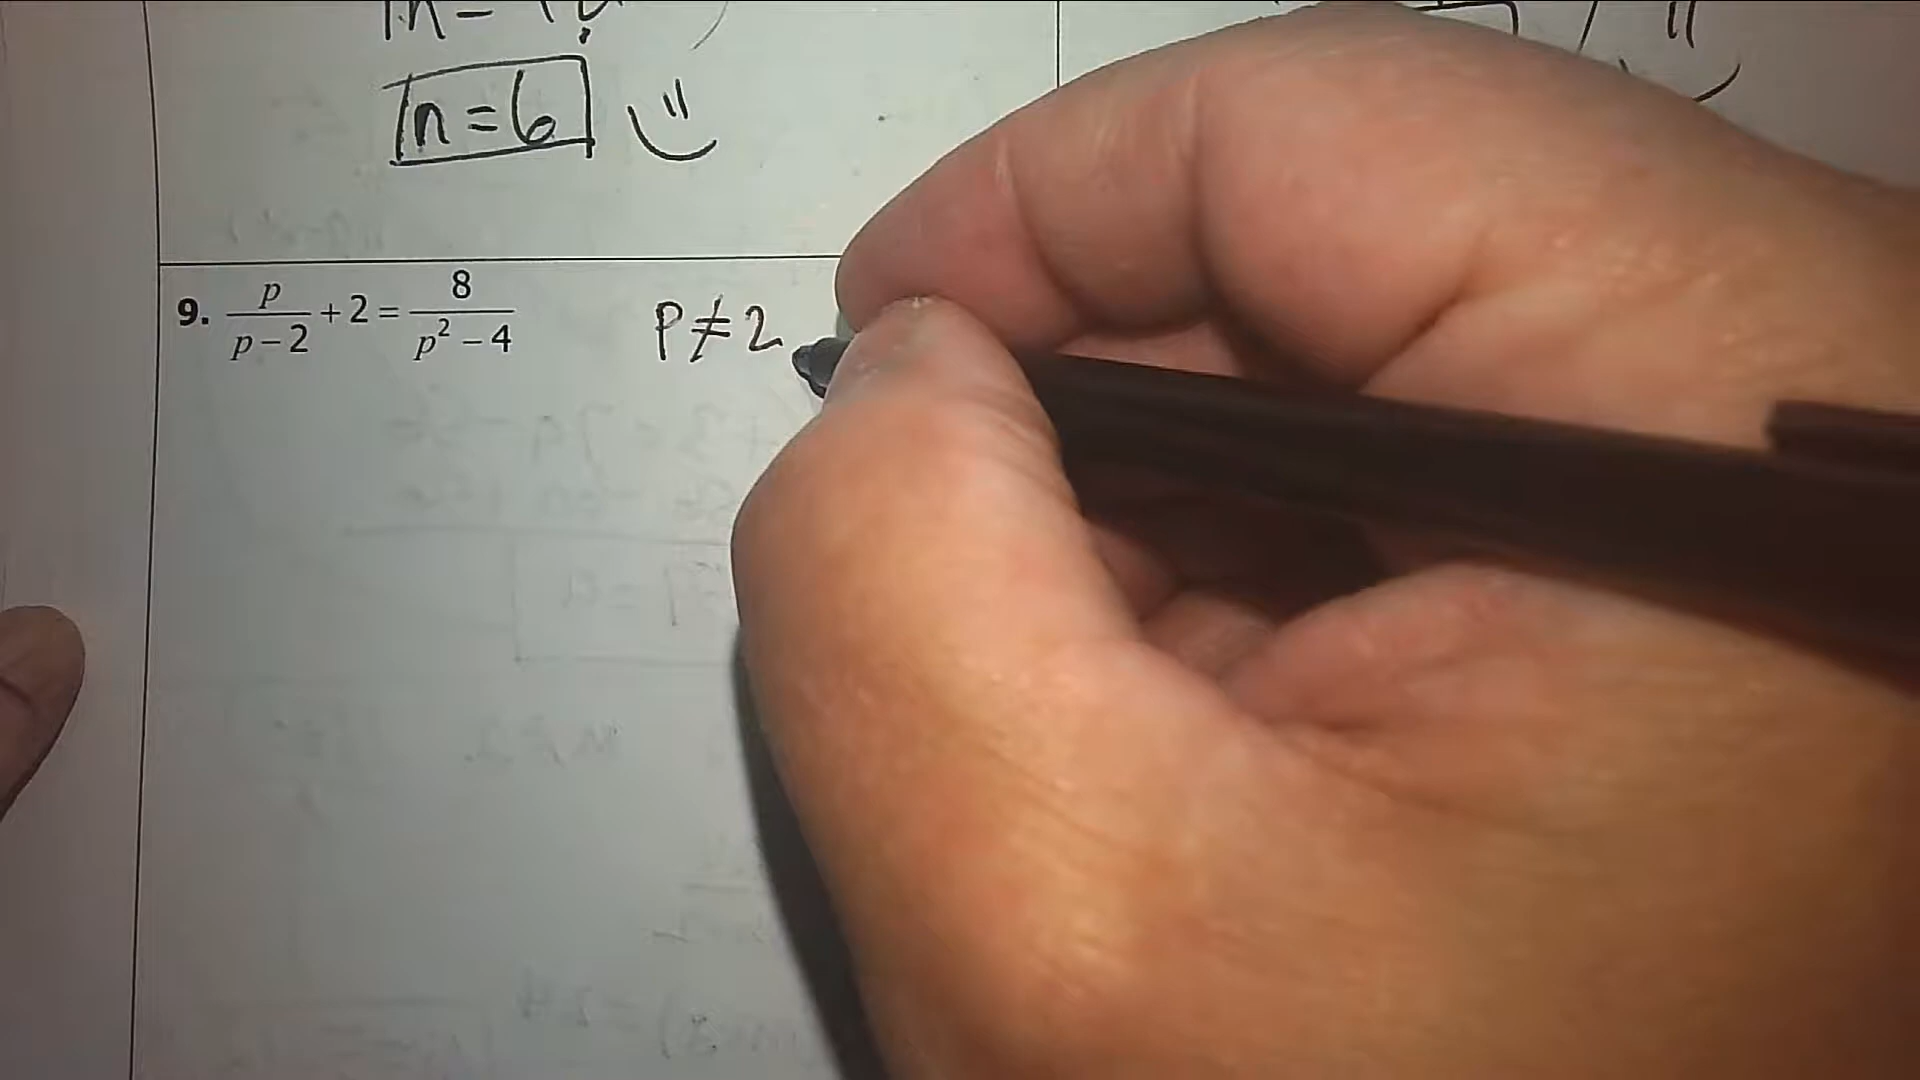 n = 6
9. p/(p-2) + 2 = 8/(p² - 4) P ≠ 2